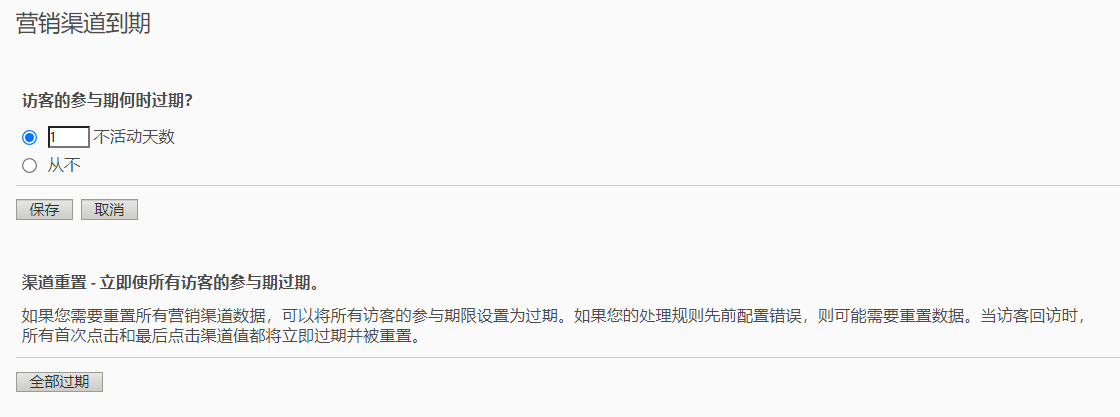 营销渠道到期
访客的参与期何时过期?
1 不活动天数
从不
保存 取消
渠道重置 - 立即使所有访客的参与期过期。
如果您需要重置所有营销渠道数据，可以将所有访客的参与期限设置为过期。如果您的处理规则先前配置错误，则可能需要重置数据。当访客回访时，
所有首次点击和最后点击渠道值都将立即过期并被重置。
全部过期